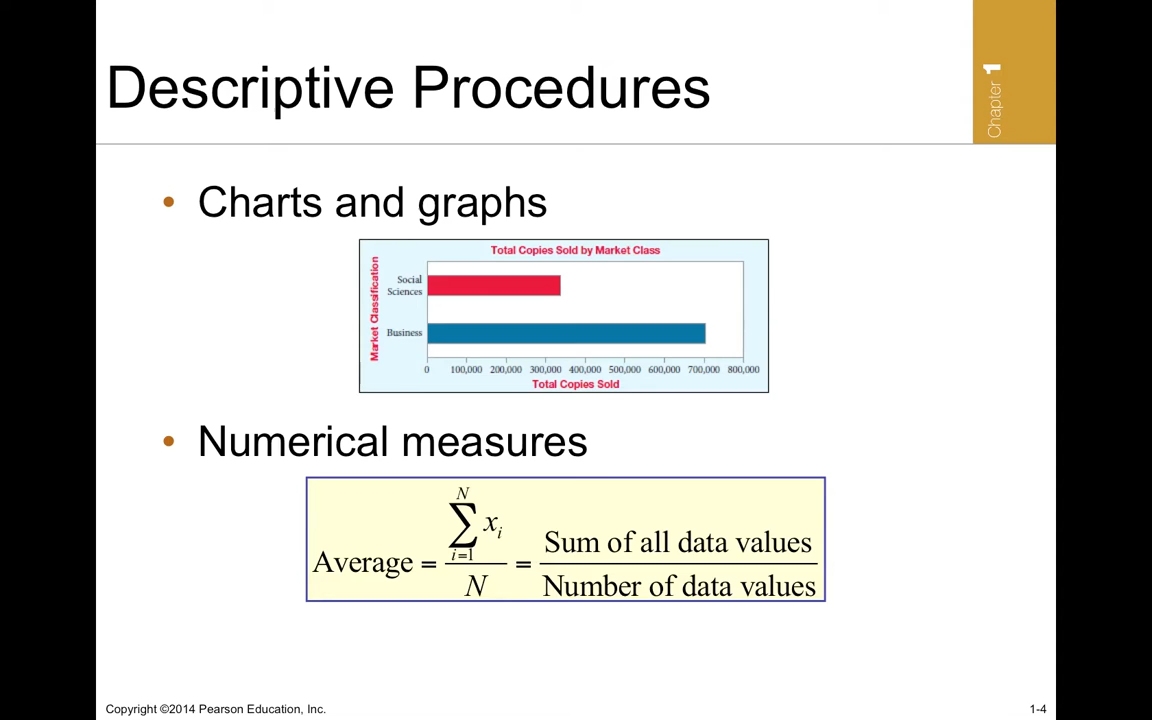 Descriptive Procedures
Chapter 1
• Charts and graphs
Total Copies Sold by Market Class
Market Classification
Social
Sciences
Business
0 100,000 200,000 300,000 400,000 500,000 600,000 700,000 800,000
Total Copies Sold
• Numerical measures
Average = ∑_{i=1}^{N} x_i / N = Sum of all data values / Number of data values
Copyright ©2014 Pearson Education, Inc.
1-4